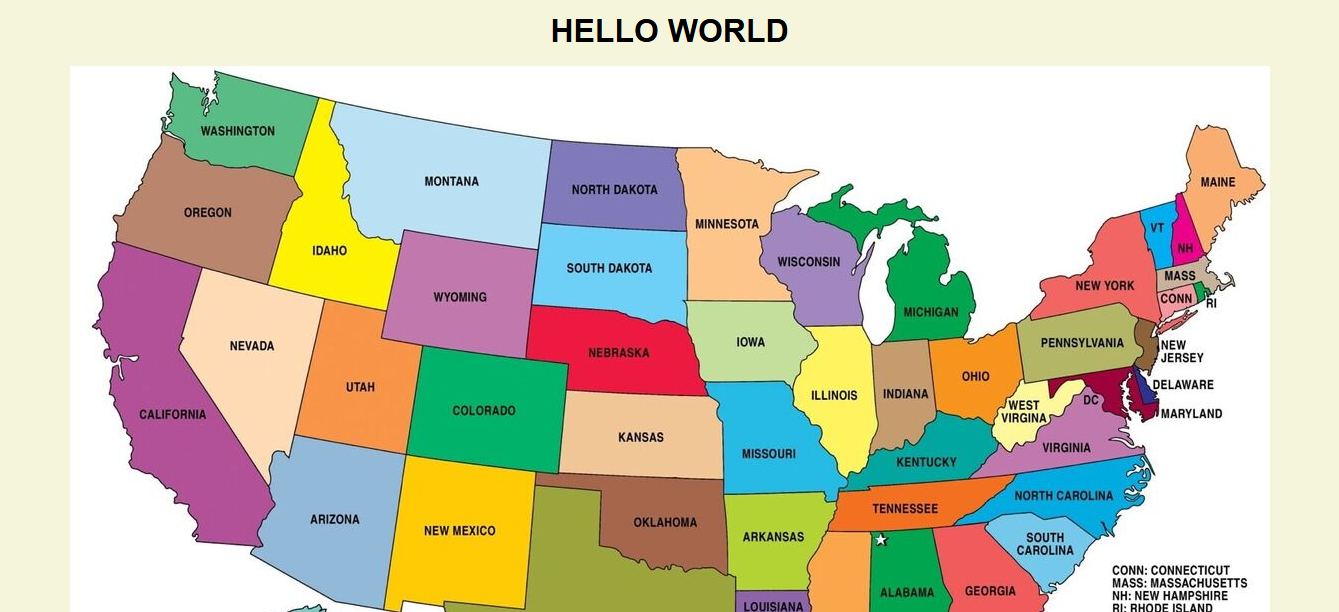 HELLO WORLD
WASHINGTON
MONTANA
NORTH DAKOTA
MAINE
OREGON
MINNESOTA
VT
NH
IDAHO
WISCONSIN
SOUTH DAKOTA
MASS
NEW YORK
WYOMING
CONN
RI
MICHIGAN
NEVADA
IOWA
PENNSYLVANIA
NEW
JERSEY
NEBRASKA
OHIO
UTAH
DELAWARE
ILLINOIS
INDIANA
DC
COLORADO
WEST
VIRGINIA
MARYLAND
CALIFORNIA
KANSAS
VIRGINIA
MISSOURI
KENTUCKY
NORTH CAROLINA
TENNESSEE
ARIZONA
OKLAHOMA
NEW MEXICO
ARKANSAS
SOUTH
CAROLINA
CONN: CONNECTICUT
MASS: MASSACHUSETTS
ALABAMA
GEORGIA
NH: NEW HAMPSHIRE
LOUISIANA
RI: RHODE ISLAND